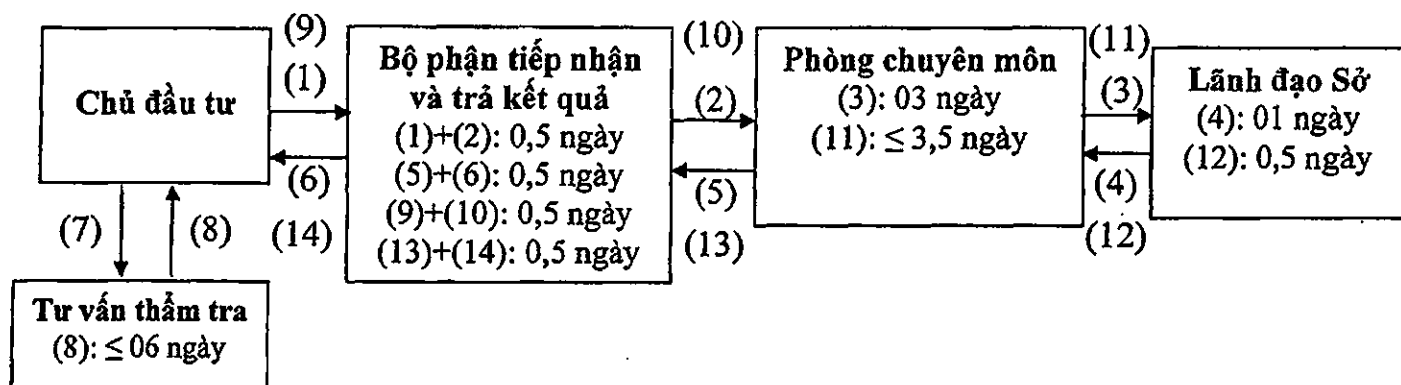 Chủ đầu tư
(9)
(1)
(6)
(14)
(7)
(8)
Tư vấn thẩm tra
(8): ≤ 06 ngày
Bộ phận tiếp nhận
và trả kết quả
(1)+(2): 0,5 ngày
(5)+(6): 0,5 ngày
(9)+(10): 0,5 ngày
(13)+(14): 0,5 ngày
(10)
(2)
(5)
(13)
Phòng chuyên môn
(3): 03 ngày
(11): ≤ 3,5 ngày
(11)
(3)
(4)
(12)
Lãnh đạo Sở
(4): 01 ngày
(12): 0,5 ngày